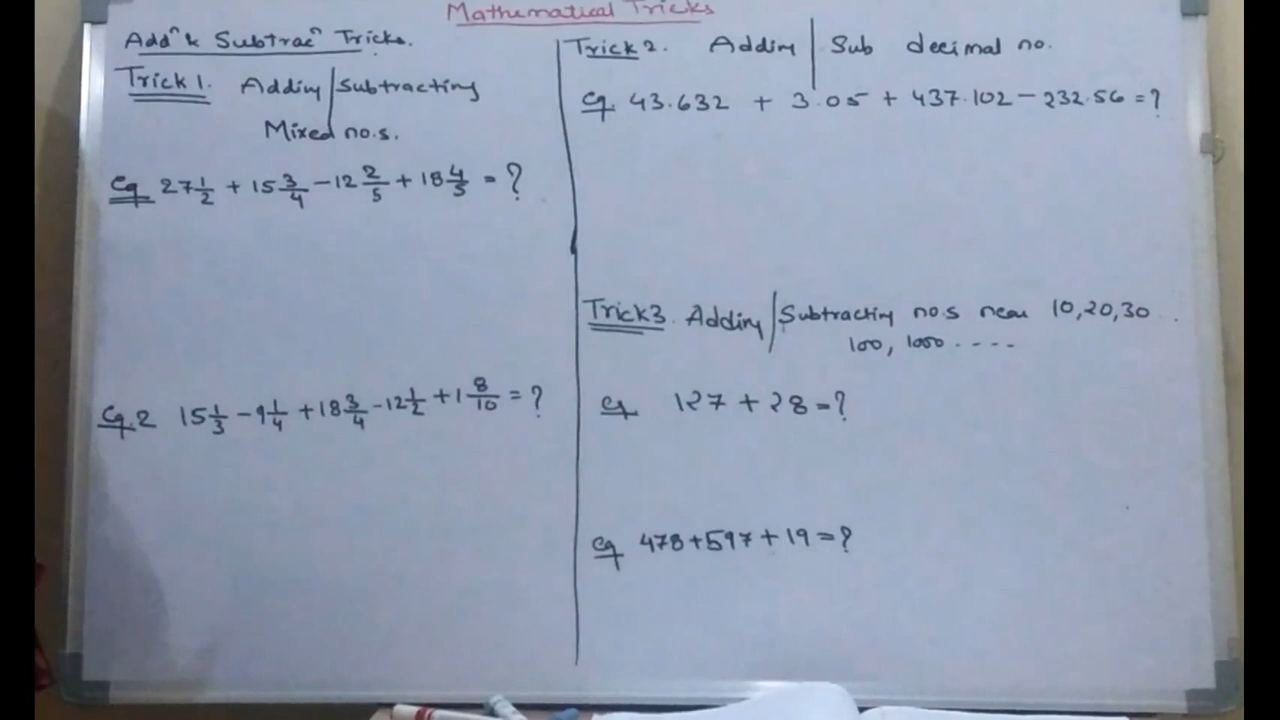 Mathematical Tricks
Addⁿ & Subtracⁿ Tricks.
Trick 1. Adding/Subtracting
Mixed no.s.
eg 27 1/2 + 15 3/4 - 12 2/5 + 18 4/5 = ?
eg.2 15 1/3 - 9 1/4 + 18 3/4 - 12 1/2 + 1 8/10 = ?
Trick 2. Adding/Sub decimal no.
eg. 43.632 + 3.05 + 437.102 - 232.56 = ?
Trick 3. Adding/Subtracting no.s near 10,20,30 .
100, 1000 ....
eg 127 + 28 = ?
eg 478 + 597 + 19 = ?